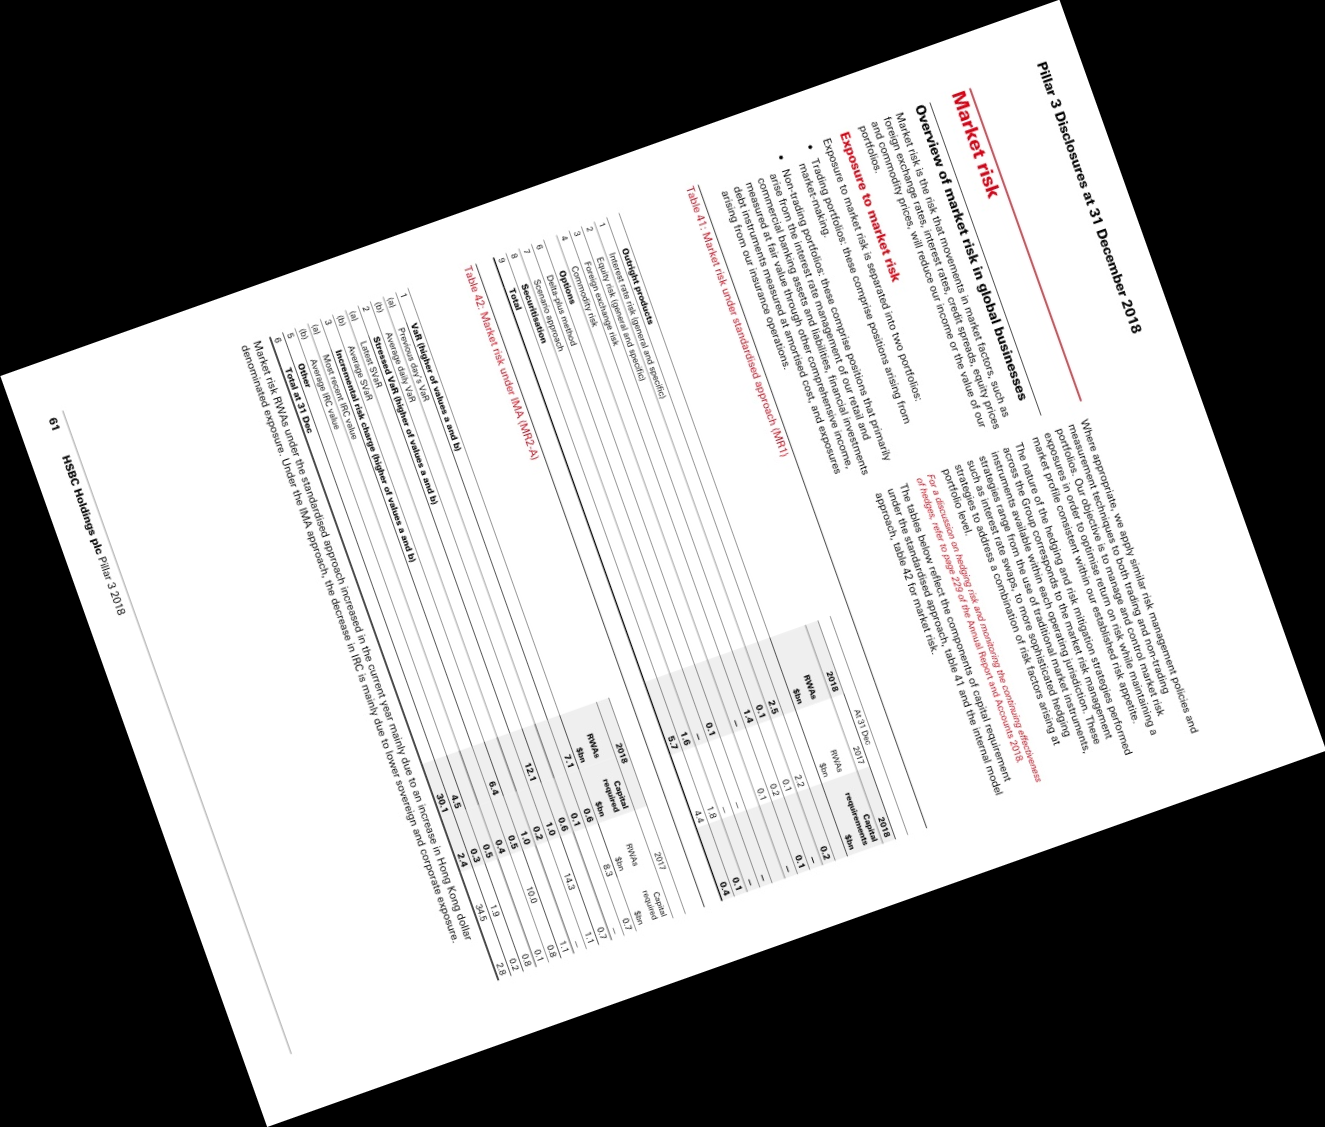 Pillar 3 Disclosures at 31 December 2018
Market risk
Overview of market risk in global businesses
Market risk is the risk that movements in market factors, such as
foreign exchange rates, interest rates, credit spreads, equity prices
and commodity prices, will reduce our income or the value of our
portfolios.
Exposure to market risk
Exposure to market risk is separated into two portfolios:
• Trading portfolios: these comprise positions arising from
market-making.
• Non-trading portfolios: these comprise positions that primarily
arise from the interest rate management of our retail and
commercial banking assets and liabilities, financial investments
measured at fair value through other comprehensive income,
debt instruments measured at amortised cost, and exposures
arising from our insurance operations.
Where appropriate, we apply similar risk management policies and
measurement techniques to both trading and non-trading
portfolios. Our objective is to manage and control market risk
exposures in order to optimise return on risk while maintaining a
market profile consistent within our established risk appetite.
The nature of the hedging and risk mitigation strategies performed
across the Group corresponds to the market risk management
instruments available within each operating jurisdiction. These
strategies range from the use of traditional market instruments,
such as interest rate swaps, to more sophisticated hedging
strategies to address a combination of risk factors arising at
portfolio level.
For a discussion on hedging risk and monitoring the continuing effectiveness
of hedges, refer to page 229 of the Annual Report and Accounts 2018.
The tables below reflect the components of capital requirement
under the standardised approach, table 41 and the internal model
approach, table 42 for market risk.
Table 41: Market risk under standardised approach (MR1)
At 31 Dec
2018 2017 2018
RWAs RWAs Capital requirements
$bn $bn $bn
Outright products
1 Interest rate risk (general and specific) 2.5 2.2 0.2
2 Equity risk (general and specific) 0.1 0.1 –
3 Foreign exchange risk 1.4 0.2 0.1
4 Commodity risk – 0.1 –
Options
6 Delta-plus method 0.1 – –
7 Scenario approach – – –
8 Securitisation 1.6 1.8 0.1
9 Total 5.7 4.4 0.4
Table 42: Market risk under IMA (MR2-A)
2018 2017
RWAs Capital required RWAs Capital required
$bn $bn $bn $bn
1 VaR (higher of values a and b) 7.1 0.6 8.3 0.7
(a) Previous day's VaR 0.1 –
(b) Average daily VaR 0.6 0.7
2 Stressed VaR (higher of values a and b) 12.1 1.0 14.3 1.1
(a) Latest SVaR 0.2 –
(b) Average SVaR 1.0 1.1
3 Incremental risk charge (higher of values a and b) 6.4 0.5 10.0 0.8
(a) Most recent IRC value 0.4 0.1
(b) Average IRC value 0.5 0.8
5 Other 4.5 0.3 1.9 0.2
6 Total at 31 Dec 30.1 2.4 34.5 2.8
Market risk RWAs under the standardised approach increased in the current year mainly due to an increase in Hong Kong dollar
denominated exposure. Under the IMA approach, the decrease in IRC is mainly due to lower sovereign and corporate exposure.
61 HSBC Holdings plc Pillar 3 2018